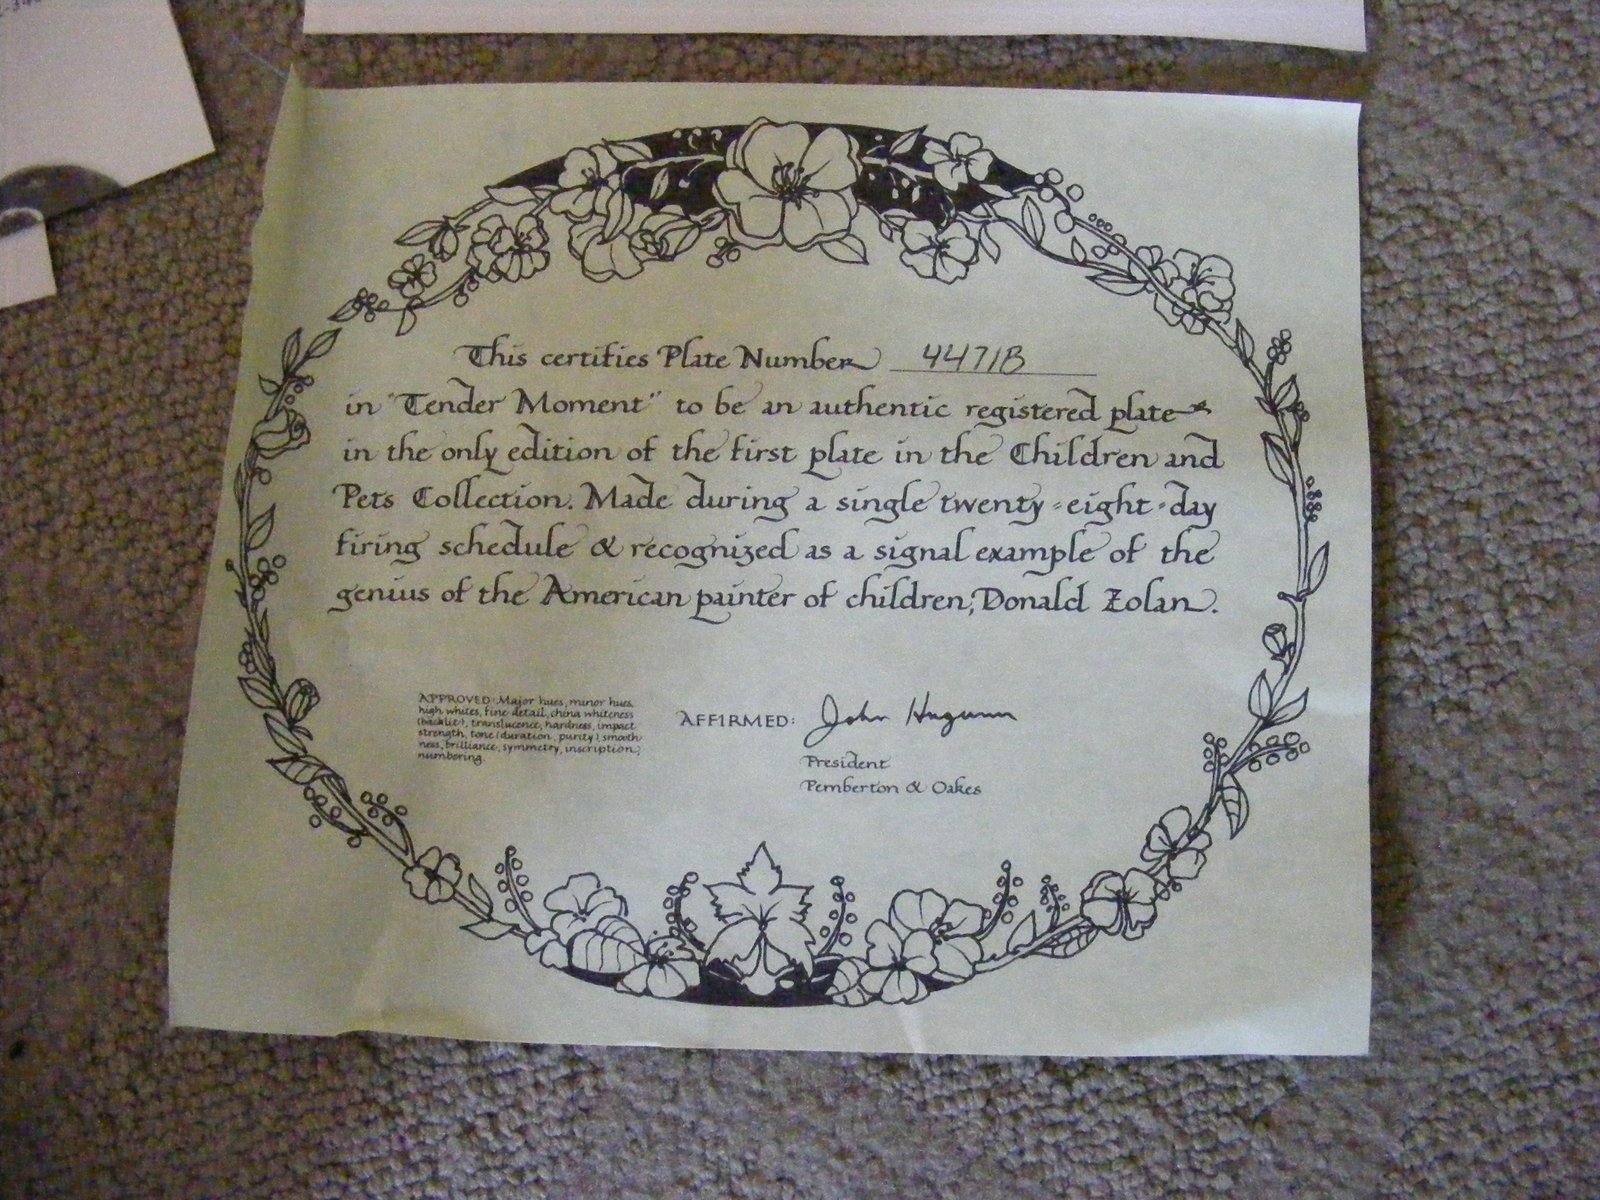 This certifies Plate Number 4471B
in "Tender Moment" to be an authentic registered plate
in the only edition of the first plate in the Children and
Pets Collection. Made during a single twenty-eight-day
firing schedule & recognized as a signal example of the
genius of the American painter of children, Donald Zolan.
APPROVED: Major hues, minor hues,
high whites, fine detail, china whiteness
(backlit), translucence, hardness, impact
strength, tone (duration, purity), smooth
ness, brilliance, symmetry, inscription,
numbering.
AFFIRMED: John
President
Pemberton & Oakes